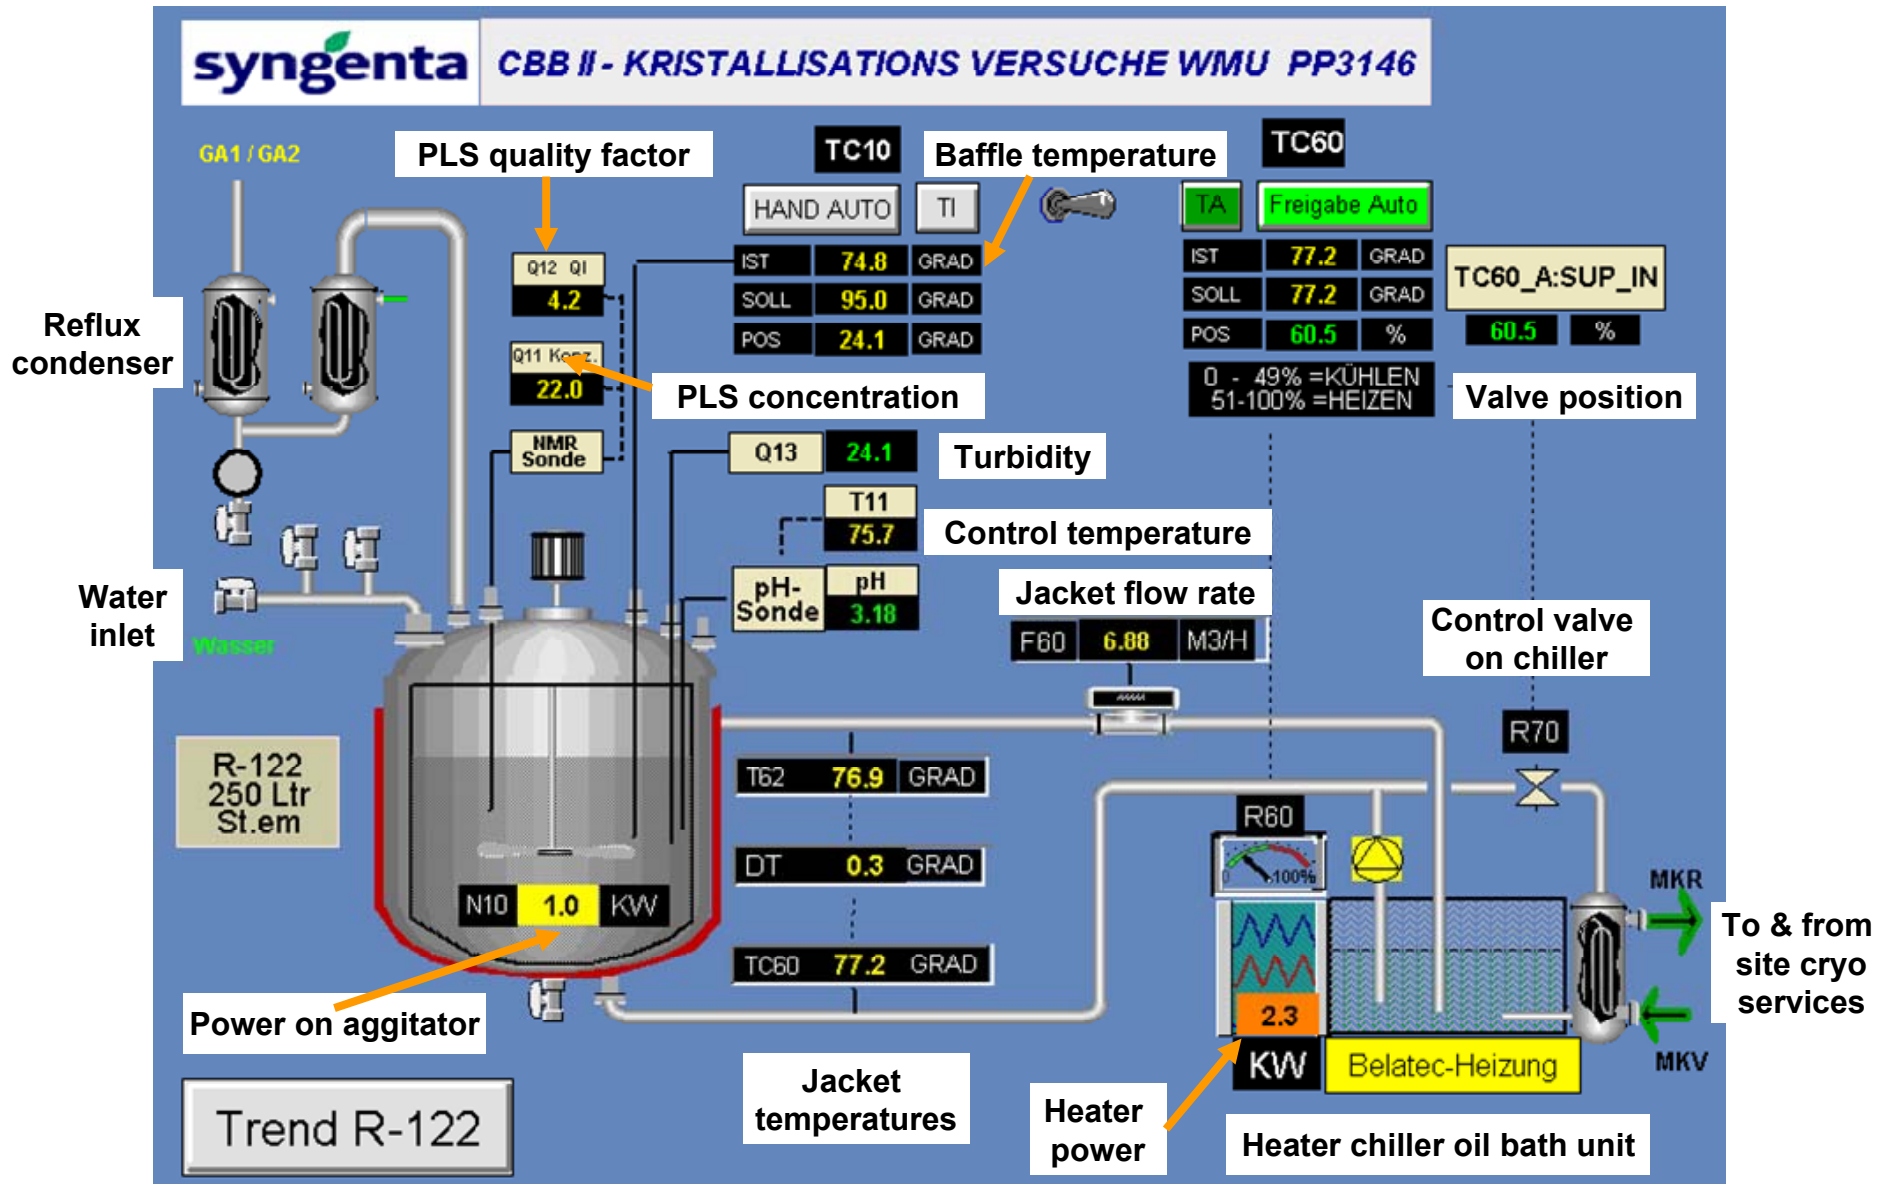 syngenta
CBB II - KRISTALLISATIONS VERSUCHE WMU PP3146
GA1 / GA2
PLS quality factor
TC10
Baffle temperature
TC60
HAND AUTO
TI
TA
Freigabe Auto
Q12 QI
4.2
IST 74.8 GRAD
SOLL 95.0 GRAD
POS 24.1 GRAD
IST 77.2 GRAD
SOLL 77.2 GRAD
POS 60.5 %
TC60_A:SUP_IN
60.5 %
Reflux
condenser
Q11 Konz.
22.0
PLS concentration
0 - 49% =KÜHLEN
51-100% =HEIZEN
Valve position
NMR
Sonde
Q13 24.1
Turbidity
T11
75.7
Control temperature
pH-
Sonde
pH
3.18
Jacket flow rate
F60 6.88 M3/H
Water
inlet
Wasser
Control valve
on chiller
R70
R-122
250 Ltr
St.em
T62 76.9 GRAD
DT 0.3 GRAD
TC60 77.2 GRAD
R60
0 100%
N10 1.0 KW
MKR
To & from
site cryo
services
MKV
2.3
KW
Belatec-Heizung
Power on aggitator
Jacket
temperatures
Heater
power
Heater chiller oil bath unit
Trend R-122